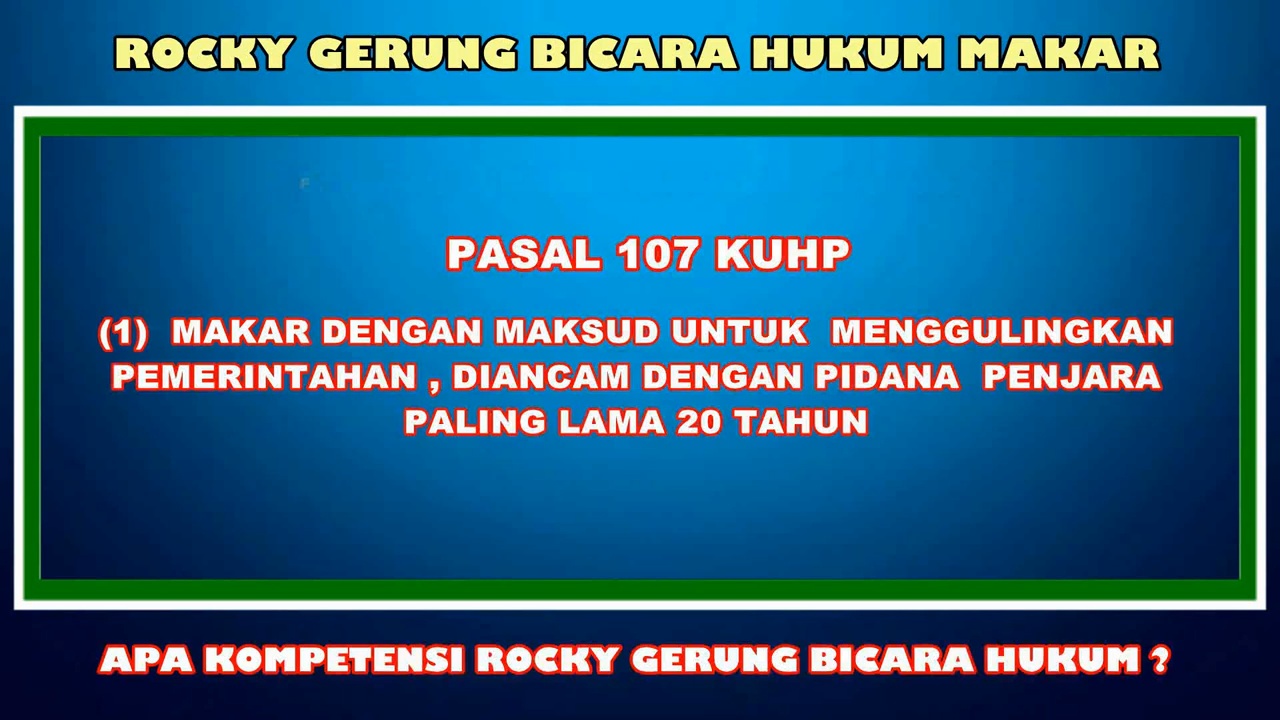 ROCKY GERUNG BICARA HUKUM MAKAR
F
PASAL 107 KUHP
(1) MAKAR DENGAN MAKSUD UNTUK MENGGULINGKAN
PEMERINTAHAN , DIANCAM DENGAN PIDANA PENJARA
PALING LAMA 20 TAHUN
APA KOMPETENSI ROCKY GERUNG BICARA HUKUM ?